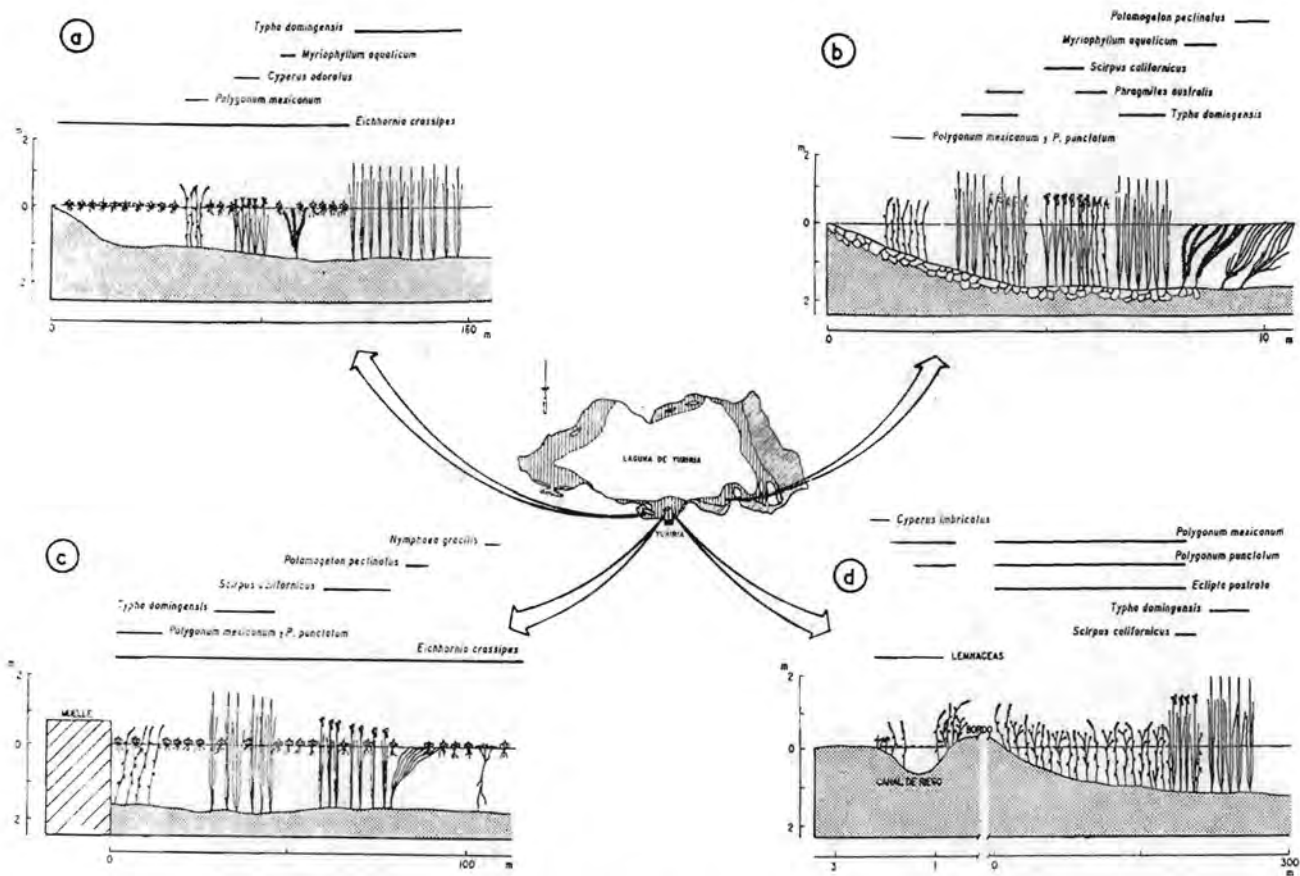 a
Typha domingensis
Myriophyllum aquaticum
Cyperus odoratus
Polygonum mexicanum
Eichhornia crassipes
m
2
0
2
0
160
m
b
Potamogeton pectinatus
Myriophyllum aquaticum
Scirpus californicus
Phragmites australis
Typha domingensis
Polygonum mexicanum y P. punctatum
m
2
0
2
0
10
m
LAGUNA DE YURIRIA
YURIRIA
c
Nymphaea gracilis
Potamogeton pectinatus
Scirpus californicus
Typha domingensis
Polygonum mexicanum y P. punctatum
Eichhornia crassipes
m
2
0
2
MUELLE
0
100
m
d
Cyperus imbricatus
Polygonum mexicanum
Polygonum punctatum
Eclipta postrata
Typha domingensis
Scirpus californicus
LEMNACEAS
m
2
0
2
BORDO
CANAL DE RIEGO
3
1
0
300
m